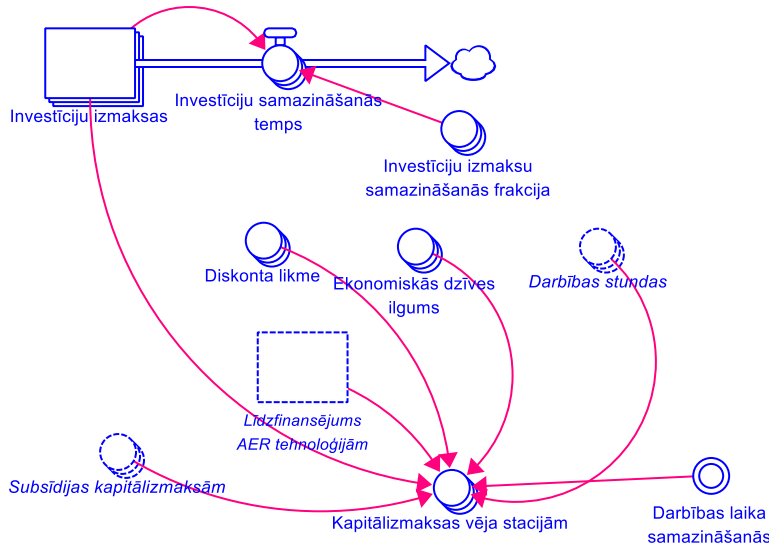 Investīciju izmaksas
Investīciju samazināšanās
temps
Investīciju izmaksu
samazināšanās frakcija
Diskonta likme
Ekonomiskās dzīves
ilgums
Darbības stundas
Līdzfinansējums
AER tehnoloģijām
Subsīdijas kapitālizmaksām
Kapitālizmaksas vēja stacijām
Darbības laika
samazināšanās